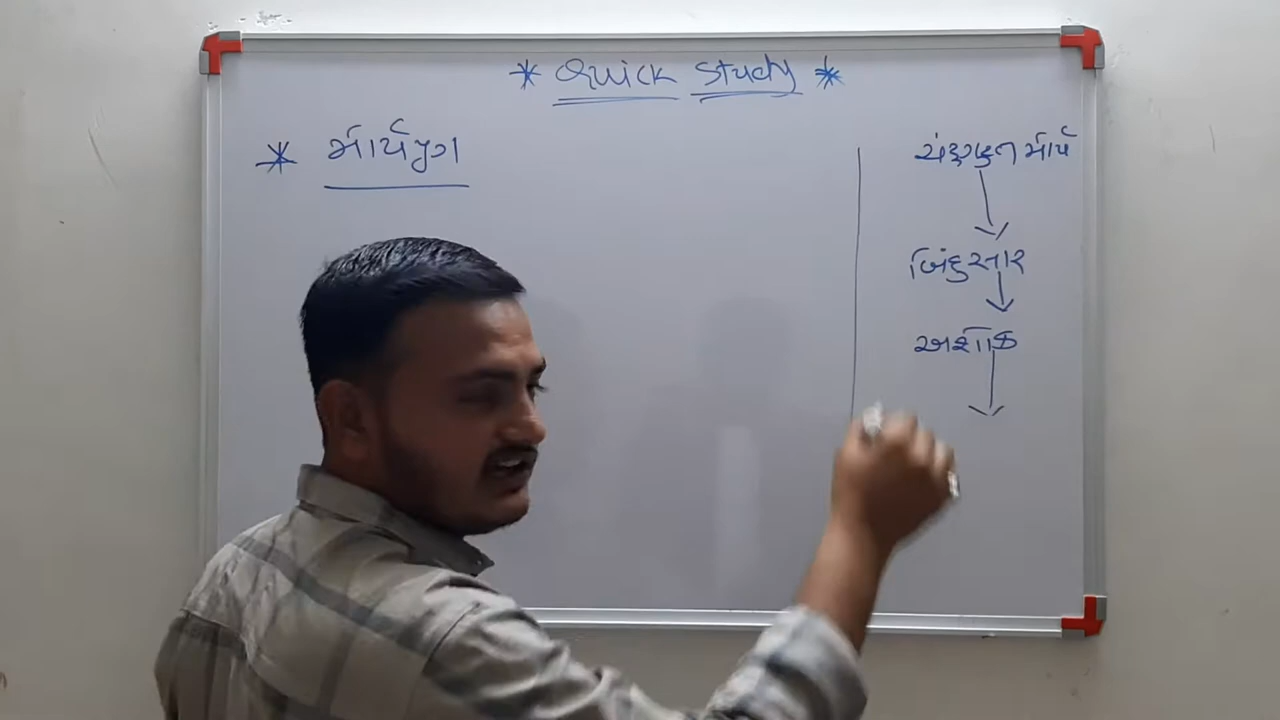 * Quick Study *
* મૌર્યયુગ
ચંદ્રગુપ્ત મૌર્ય
બિંદુસાર
અશોક